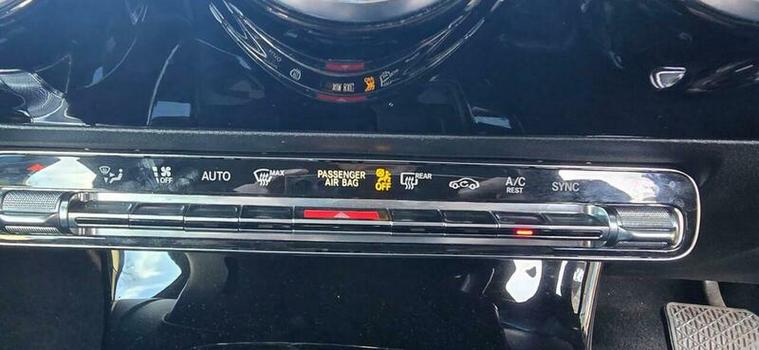 OFF
AUTO
MAX
PASSENGER
AIR BAG
OFF
REAR
A/C
REST
SYNC